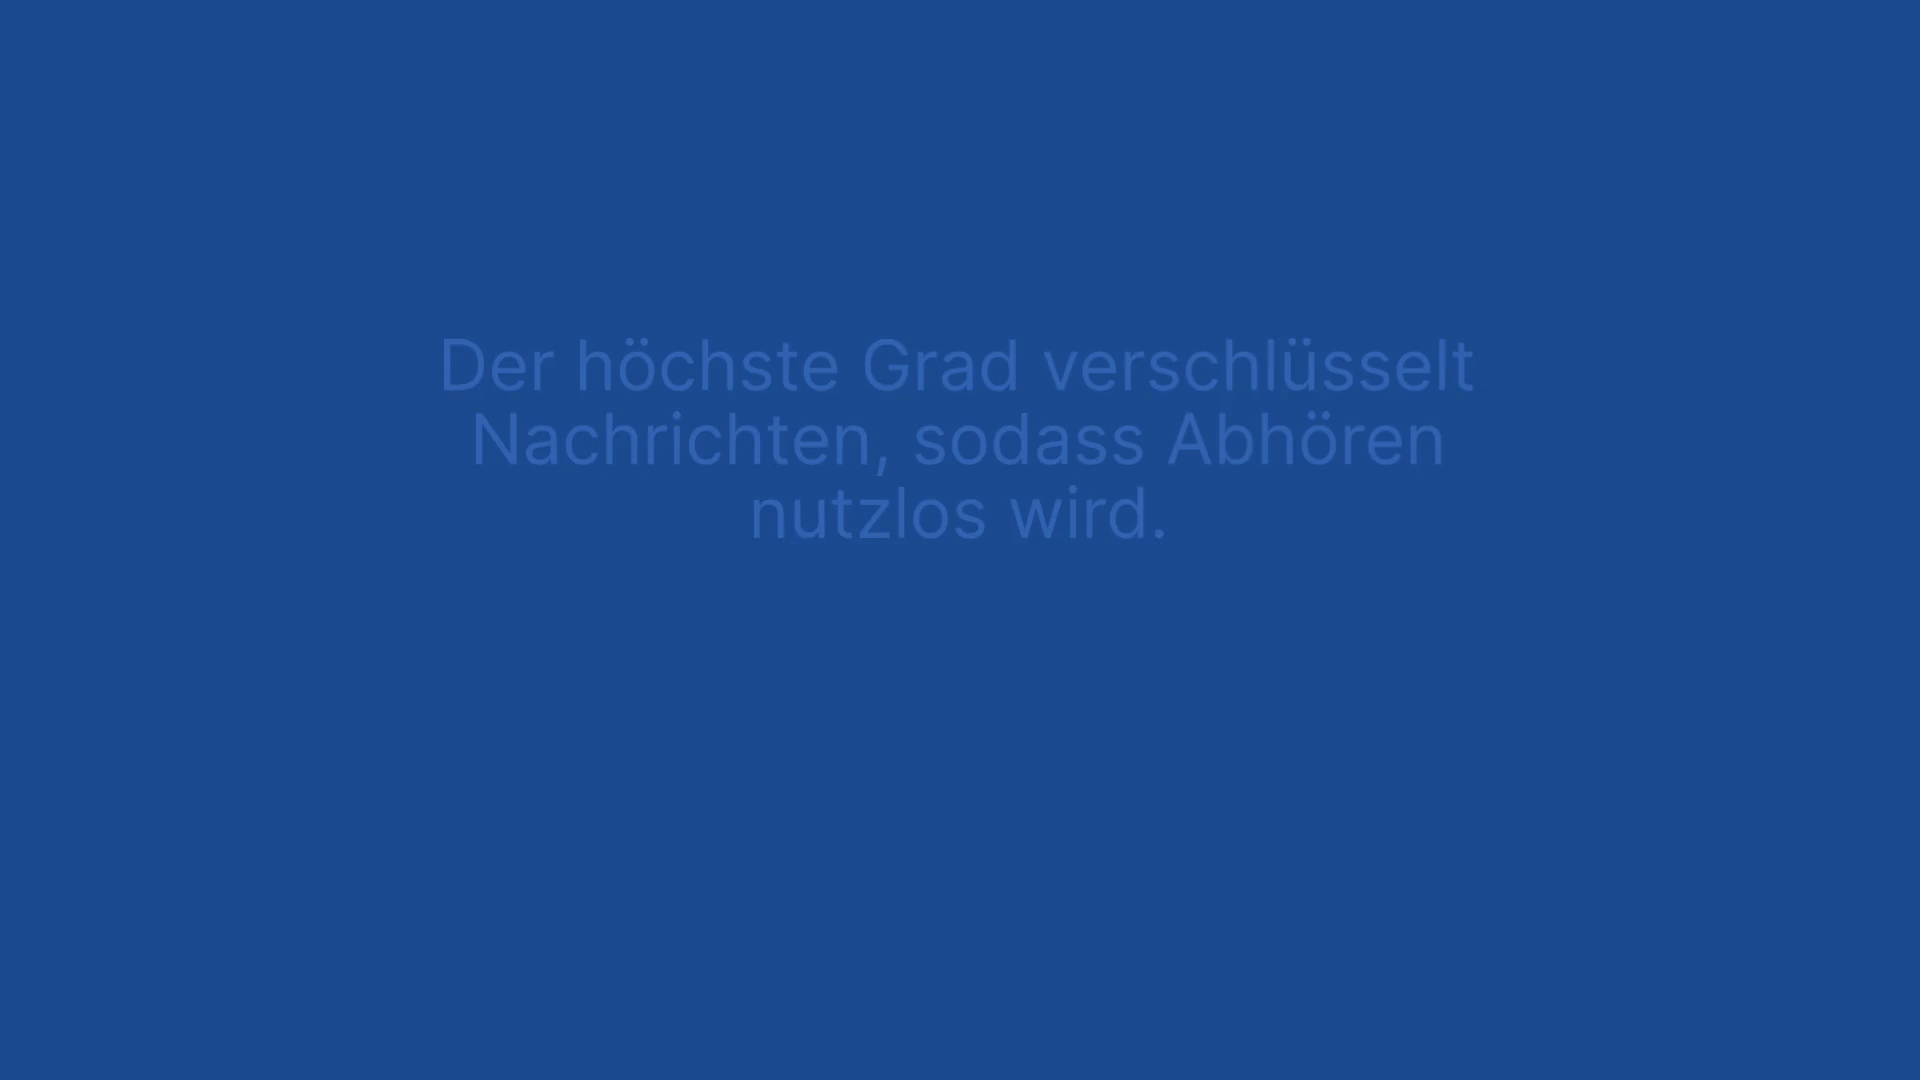 Der höchste Grad verschlüsselt
Nachrichten, sodass Abhören
nutzlos wird.